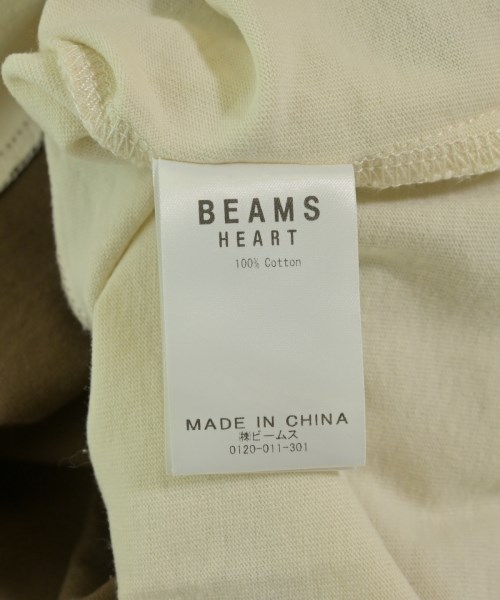 BEAMS
HEART
100% Cotton
MADE IN CHINA
㈱ビームス
0120-011-301